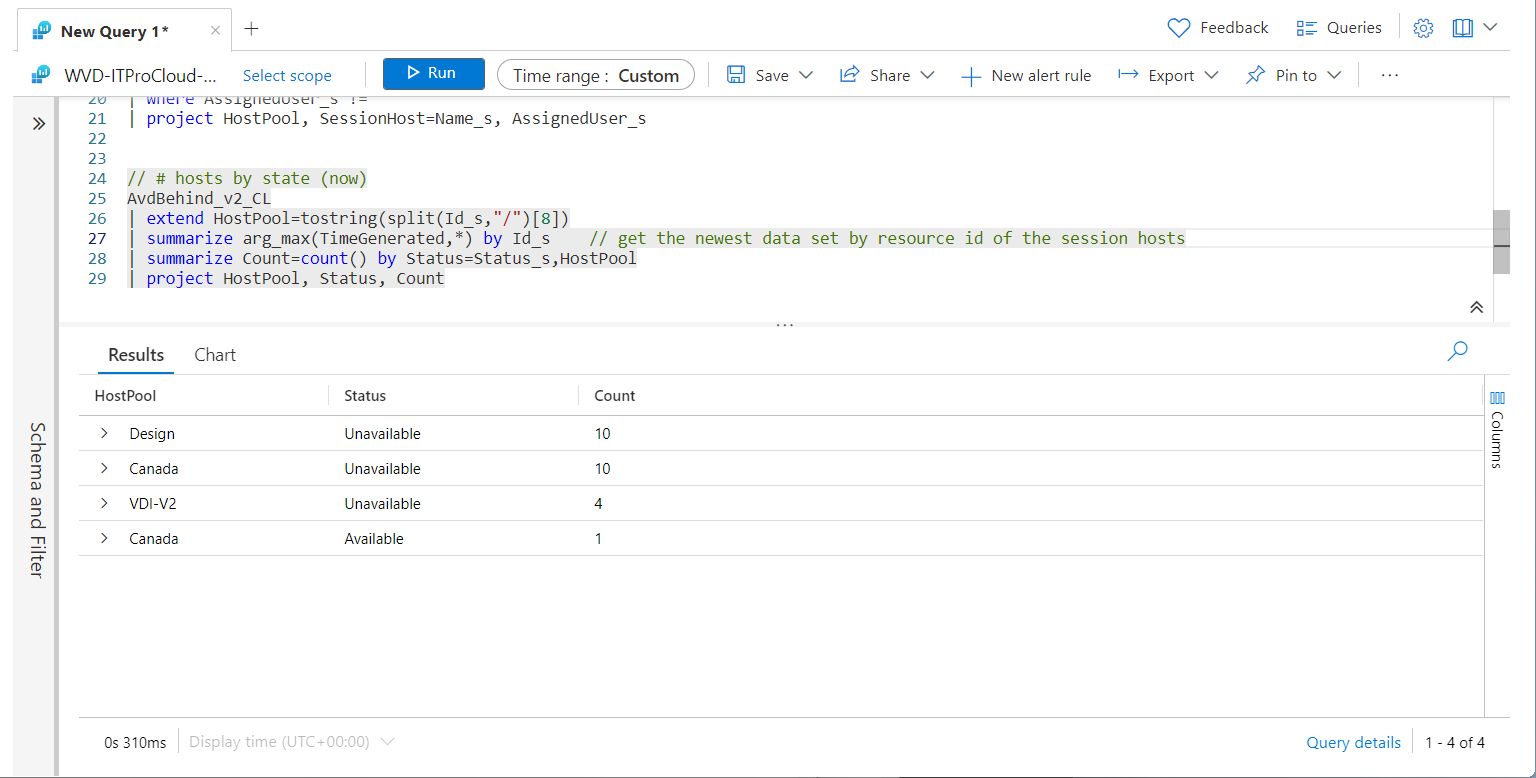 New Query 1*
Feedback
Queries
WVD-ITProCloud-...
Select scope
Run
Time range : Custom
Save
Share
New alert rule
Export
Pin to
20 | where AssignedUser_s !=
21 | project HostPool, SessionHost=Name_s, AssignedUser_s
22
23
24 // # hosts by state (now)
25 AvdBehind_v2_CL
26 | extend HostPool=tostring(split(Id_s,"/")[8])
27 | summarize arg_max(TimeGenerated,*) by Id_s // get the newest data set by resource id of the session hosts
28 | summarize Count=count() by Status=Status_s,HostPool
29 | project HostPool, Status, Count
Schema and Filter
Results Chart
HostPool Status Count
Design Unavailable 10
Canada Unavailable 10
VDI-V2 Unavailable 4
Canada Available 1
Columns
0s 310ms
Display time (UTC+00:00)
Query details
1 - 4 of 4